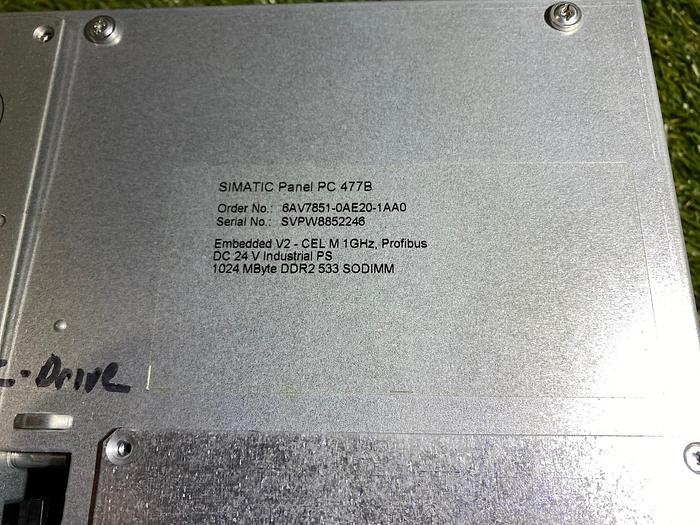 SIMATIC Panel PC 477B
Order No.: 6AV7851-0AE20-1AA0
Serial No.: SVPW8852246
Embedded V2 - CEL M 1GHz, Profibus
DC 24 V Industrial PS
1024 MByte DDR2 533 SODIMM
-Drive